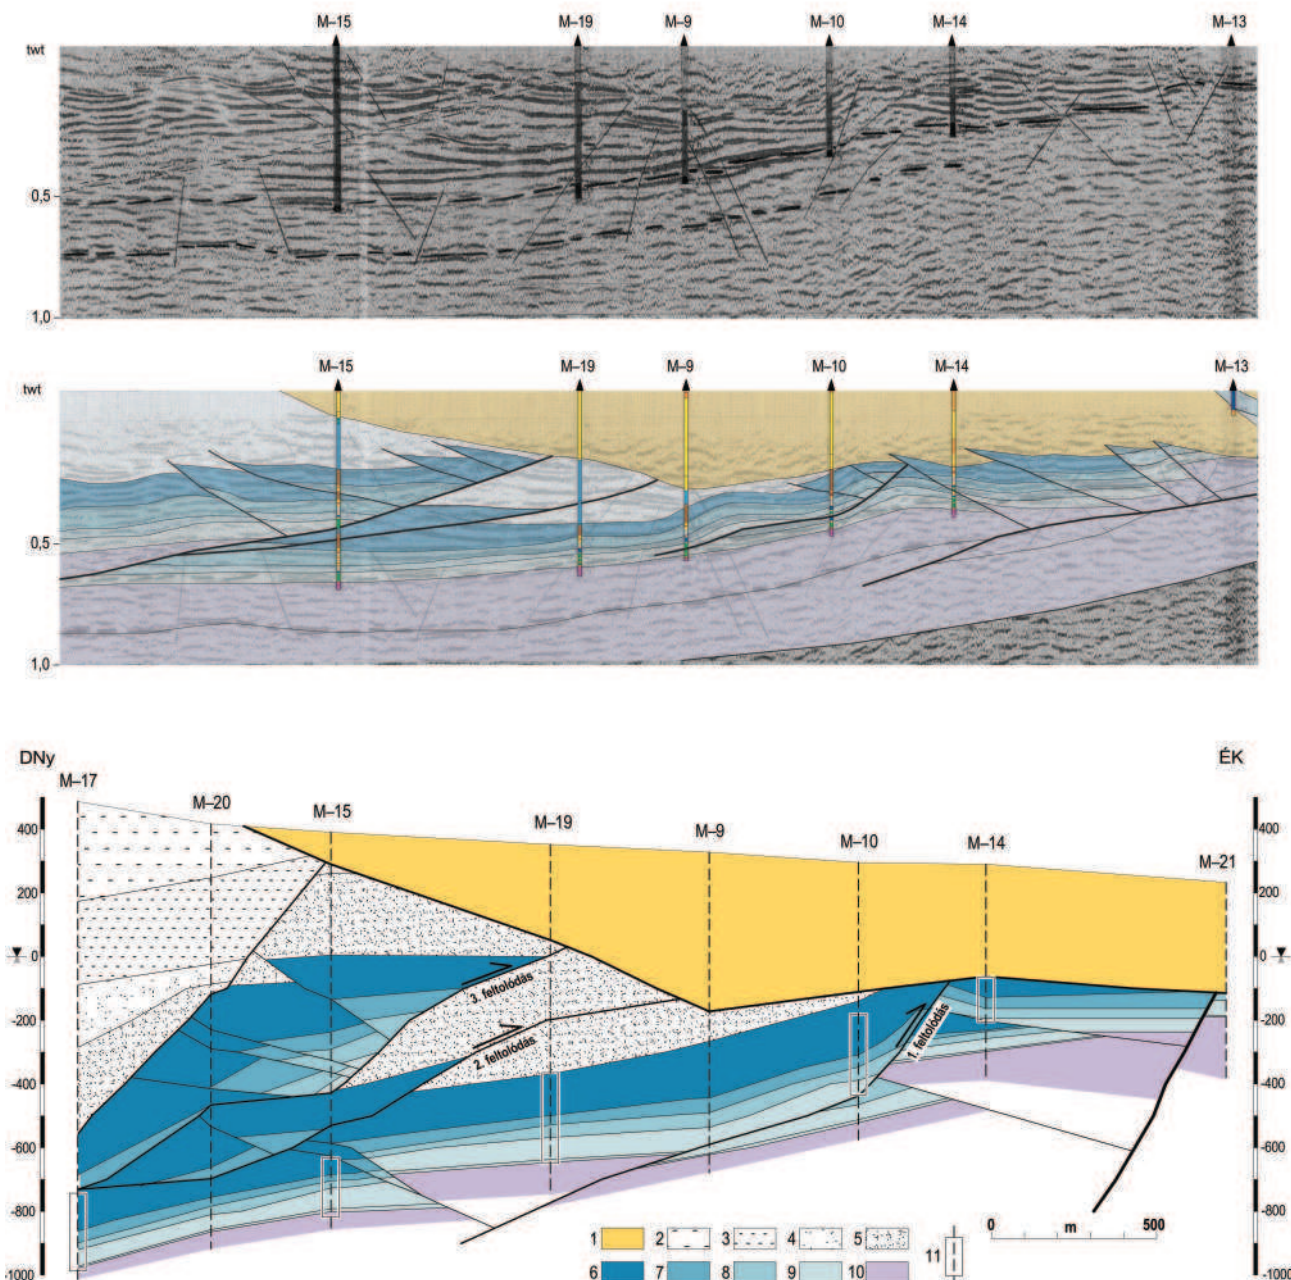 M–15 M–19 M–9 M–10 M–14 M–13
twt
0,5
1,0
M–15 M–19 M–9 M–10 M–14 M–13
twt
0,5
1,0
DNy ÉK
M–17
M–20
M–15
M–19
M–9
M–10
M–14
M–21
400 400
200 200
0 0
-200 -200
-400 -400
-600 -600
-800 -800
-1000 -1000
3. feltolódás
2. feltolódás
1. feltolódás
0 m 500
1 2 3 4 5
6 7 8 9 10
11